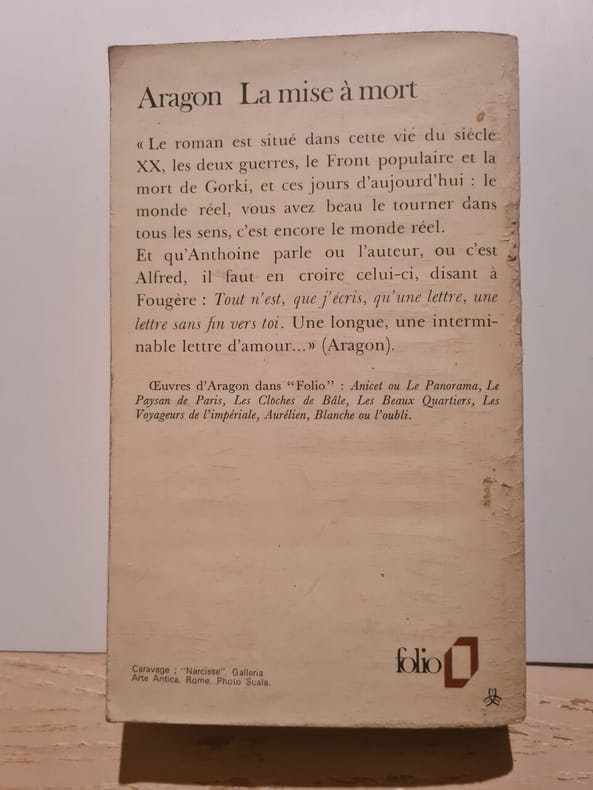 Aragon La mise à mort
« Le roman est situé dans cette vie du siècle
XX, les deux guerres, le Front populaire et la
mort de Gorki, et ces jours d'aujourd'hui : le
monde réel, vous avez beau le tourner dans
tous les sens, c'est encore le monde réel.
Et qu'Anthoine parle ou l'auteur, ou c'est
Alfred, il faut en croire celui-ci, disant à
Fougère : Tout n'est, que j'écris, qu'une lettre, une
lettre sans fin vers toi. Une longue, une intermi-
nable lettre d'amour...» (Aragon).
Œuvres d'Aragon dans "Folio" : Anicet ou Le Panorama, Le
Paysan de Paris, Les Cloches de Bâle, Les Beaux Quartiers, Les
Voyageurs de l'impériale, Aurélien, Blanche ou l'oubli.
folio
Caravage : "Narcisse". Galleria
Arte Antica, Rome. Photo Scala.